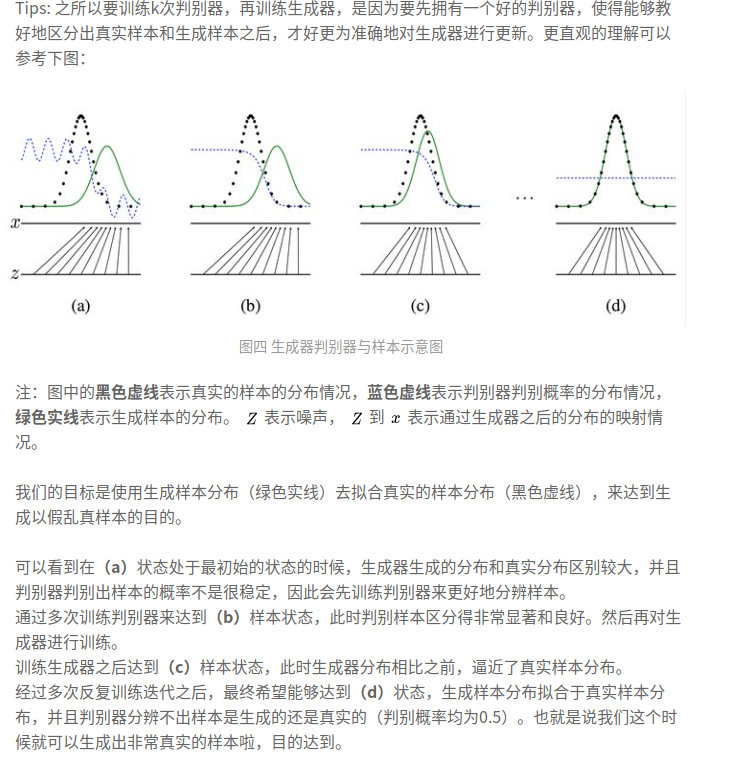 Tips: 之所以要训练k次判别器，再训练生成器，是因为要先拥有一个好的判别器，使得能够教
好地区分出真实样本和生成样本之后，才好更为准确地对生成器进行更新。更直观的理解可以
参考下图：
x
z
...
(a) (b) (c) (d)
图四 生成器判别器与样本示意图
注：图中的黑色虚线表示真实的样本的分布情况，蓝色虚线表示判别器判别概率的分布情况，
绿色实线表示生成样本的分布。 Z 表示噪声， Z 到 x 表示通过生成器之后的分布的映射情
况。
我们的目标是使用生成样本分布（绿色实线）去拟合真实的样本分布（黑色虚线），来达到生
成以假乱真样本的目的。
可以看到在（a）状态处于最初始的状态的时候，生成器生成的分布和真实分布区别较大，并且
判别器判别出样本的概率不是很稳定，因此会先训练判别器来更好地分辨样本。
通过多次训练判别器来达到（b）样本状态，此时判别样本区分得非常显著和良好。然后再对生
成器进行训练。
训练生成器之后达到（c）样本状态，此时生成器分布相比之前，逼近了真实样本分布。
经过多次反复训练迭代之后，最终希望能够达到（d）状态，生成样本分布拟合于真实样本分
布，并且判别器分辨不出样本是生成的还是真实的（判别概率均为0.5）。也就是说我们这个时
候就可以生成出非常真实的样本啦，目的达到。